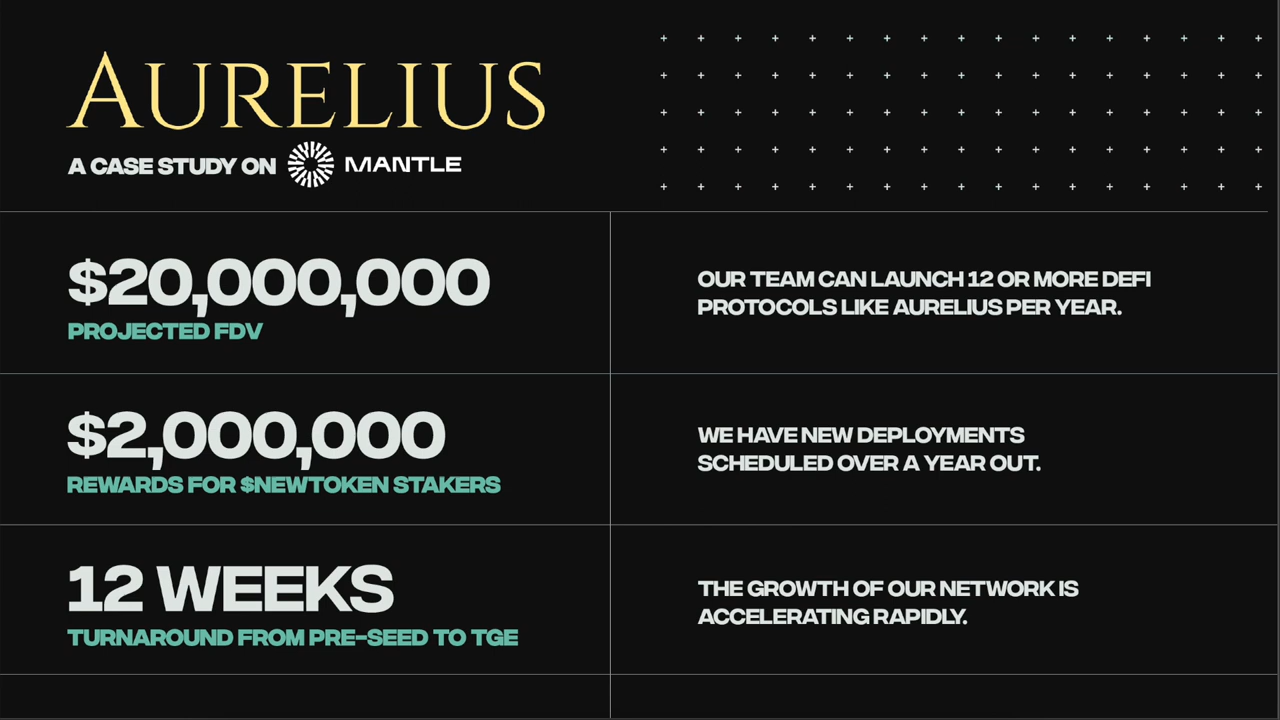 AURELIUS
A CASE STUDY ON MANTLE
$20,000,000
PROJECTED FDV
OUR TEAM CAN LAUNCH 12 OR MORE DEFI
PROTOCOLS LIKE AURELIUS PER YEAR.
$2,000,000
REWARDS FOR $NEWTOKEN STAKERS
WE HAVE NEW DEPLOYMENTS
SCHEDULED OVER A YEAR OUT.
12 WEEKS
TURNAROUND FROM PRE-SEED TO TGE
THE GROWTH OF OUR NETWORK IS
ACCELERATING RAPIDLY.